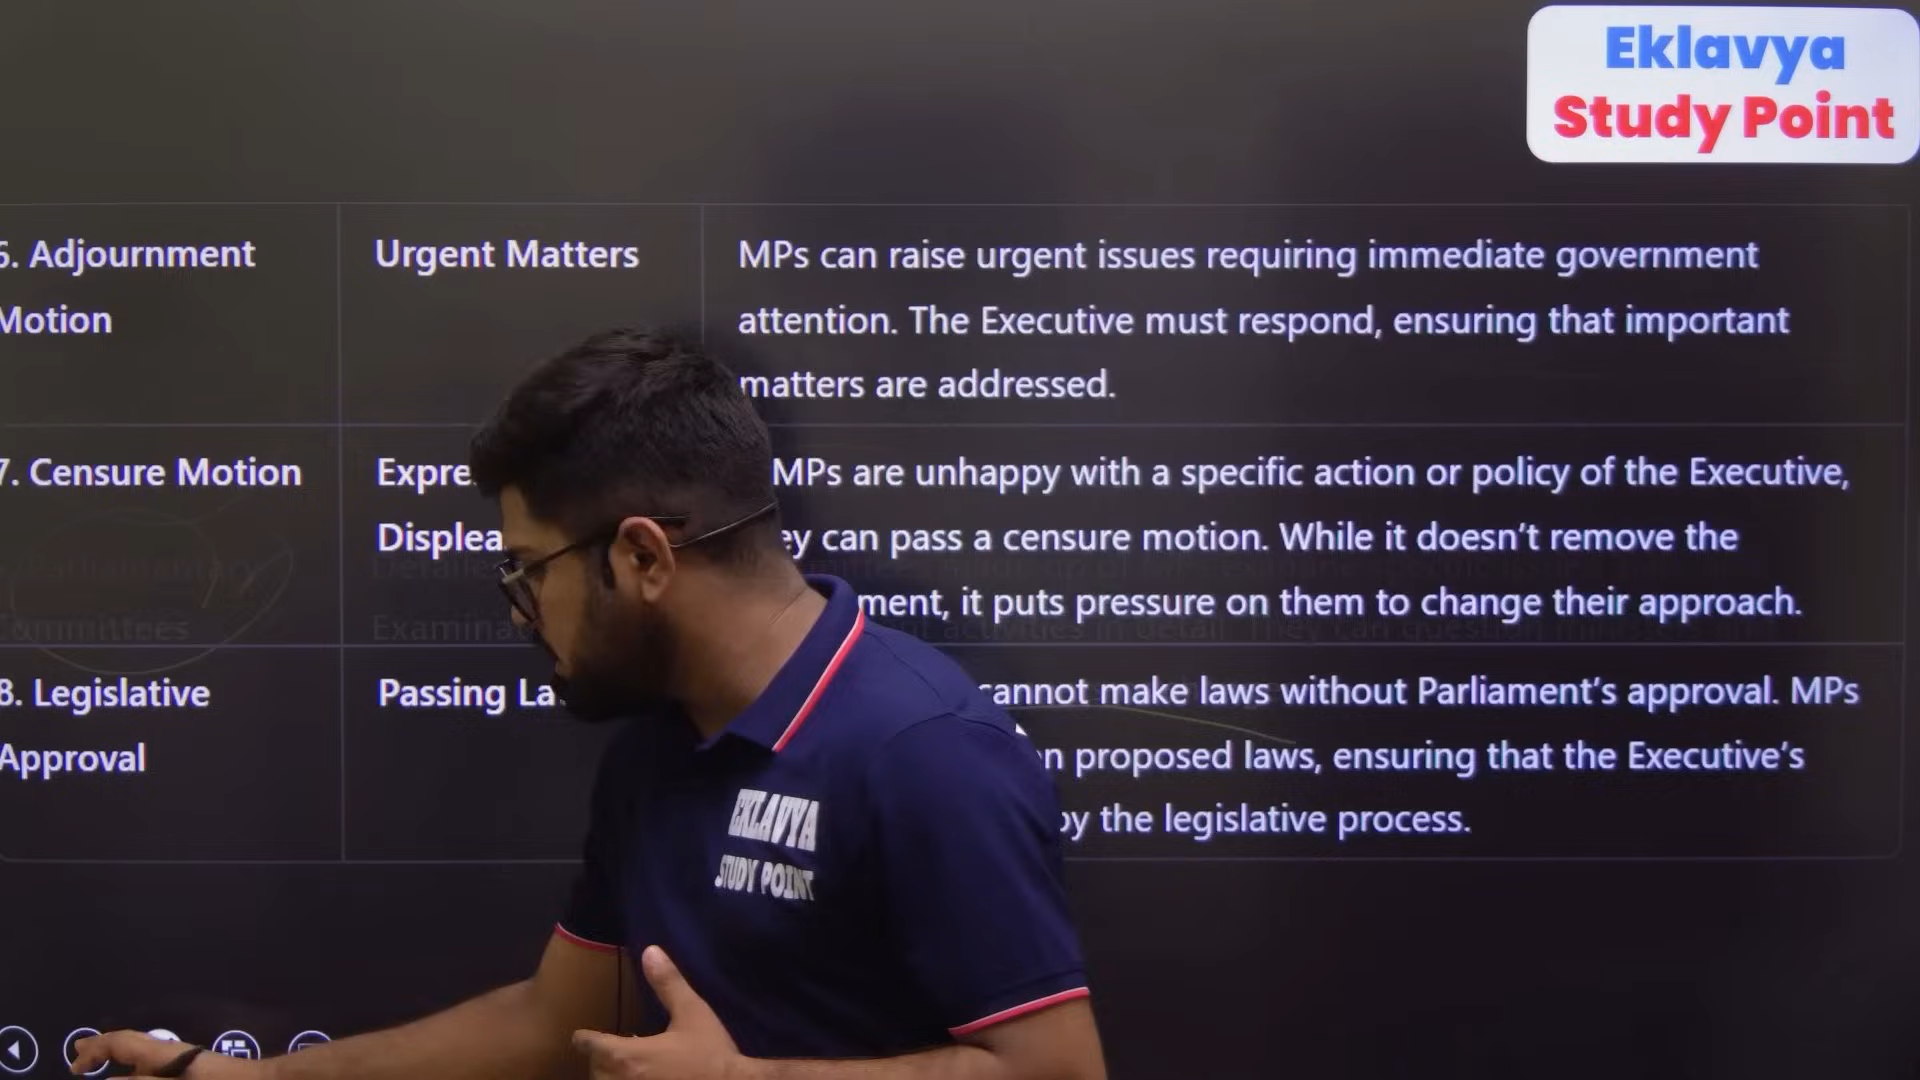 Eklavya
Study Point
6. Adjournment
Motion
Urgent Matters
MPs can raise urgent issues requiring immediate government
attention. The Executive must respond, ensuring that important
matters are addressed.
7. Censure Motion
MPs are unhappy with a specific action or policy of the Executive,
can pass a censure motion. While it doesn’t remove the
it puts pressure on them to change their approach.
8. Legislative
Approval
Passing
cannot make laws without Parliament’s approval. MPs
proposed laws, ensuring that the Executive’s
by the legislative process.
EKLAVYA
STUDY POINT